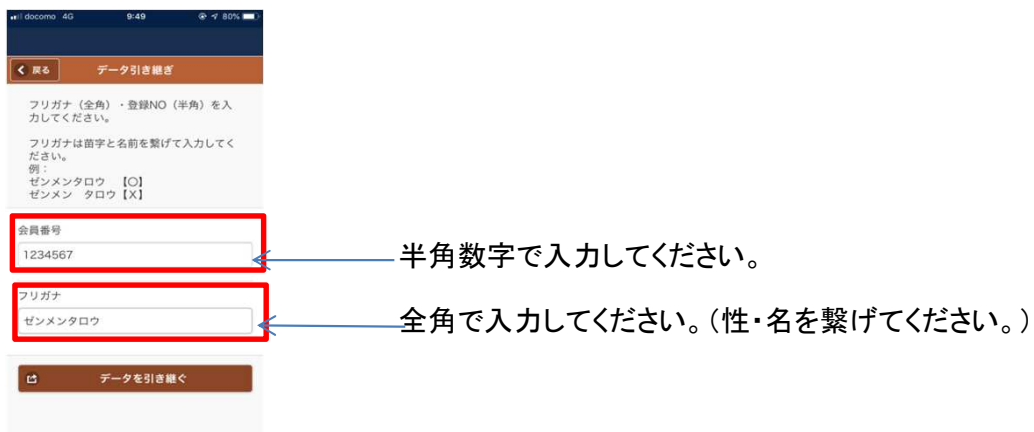 docomo 4G 9:49 80%
戻る データ引き継ぎ
フリガナ（全角）・登録NO（半角）を入
力してください。
フリガナは苗字と名前を繋げて入力してく
ださい。
例：
ゼンメンタロウ 【〇】
ゼンメン　タロウ【X】
会員番号
1234567
半角数字で入力してください。
フリガナ
ゼンメンタロウ
全角で入力してください。（性・名を繋げてください。）
データを引き継ぐ